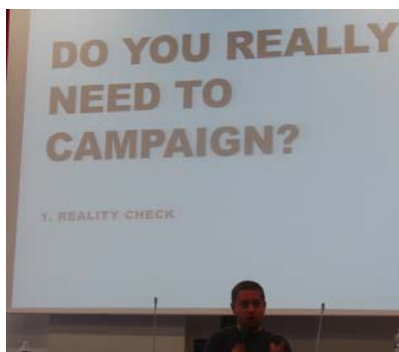 DO YOU REALLY
NEED TO
CAMPAIGN?
1. REALITY CHECK